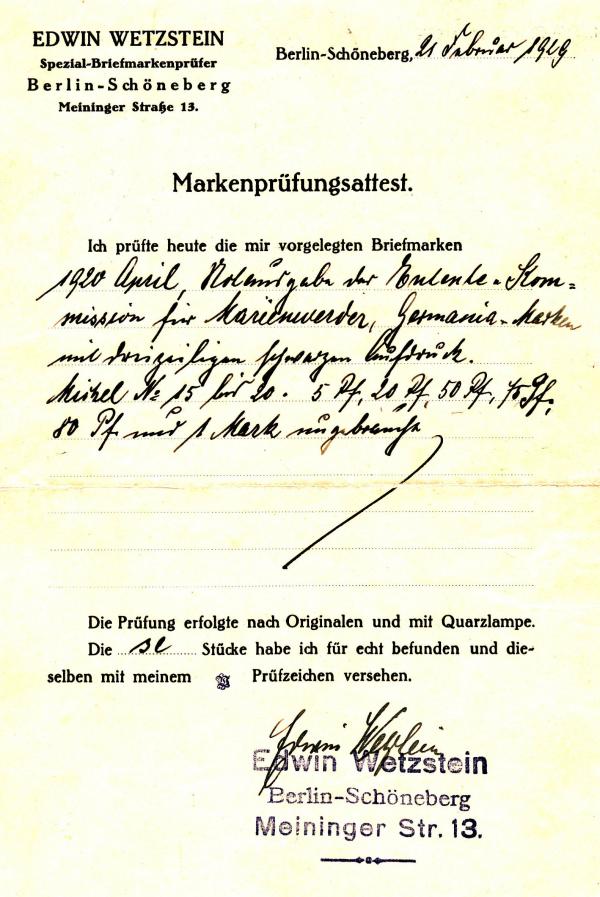 EDWIN WETZSTEIN
Spezial-Briefmarkenprüfer
Berlin-Schöneberg
Meininger Straße 13.
Berlin-Schöneberg, 21 Februar 1929
Markenprüfungsattest.
Ich prüfte heute die mir vorgelegten Briefmarken
1920 April, Notausgabe der Entente-Kom=
mission für Marienwerder, Germania-Marken
mit dreizeiligen schwarzen Aufdruck.
Michel No 15 bis 20. 5 Pf, 20 Pf, 50 Pf, 75 Pf,
80 Pf und 1 Mark ungebraucht
Die Prüfung erfolgte nach Originalen und mit Quarzlampe.
Die Stücke habe ich für echt befunden und die-
selben mit meinem Prüfzeichen versehen.
Edwin Wetzstein
Edwin Wetzstein
Berlin-Schöneberg
Meininger Str. 13.